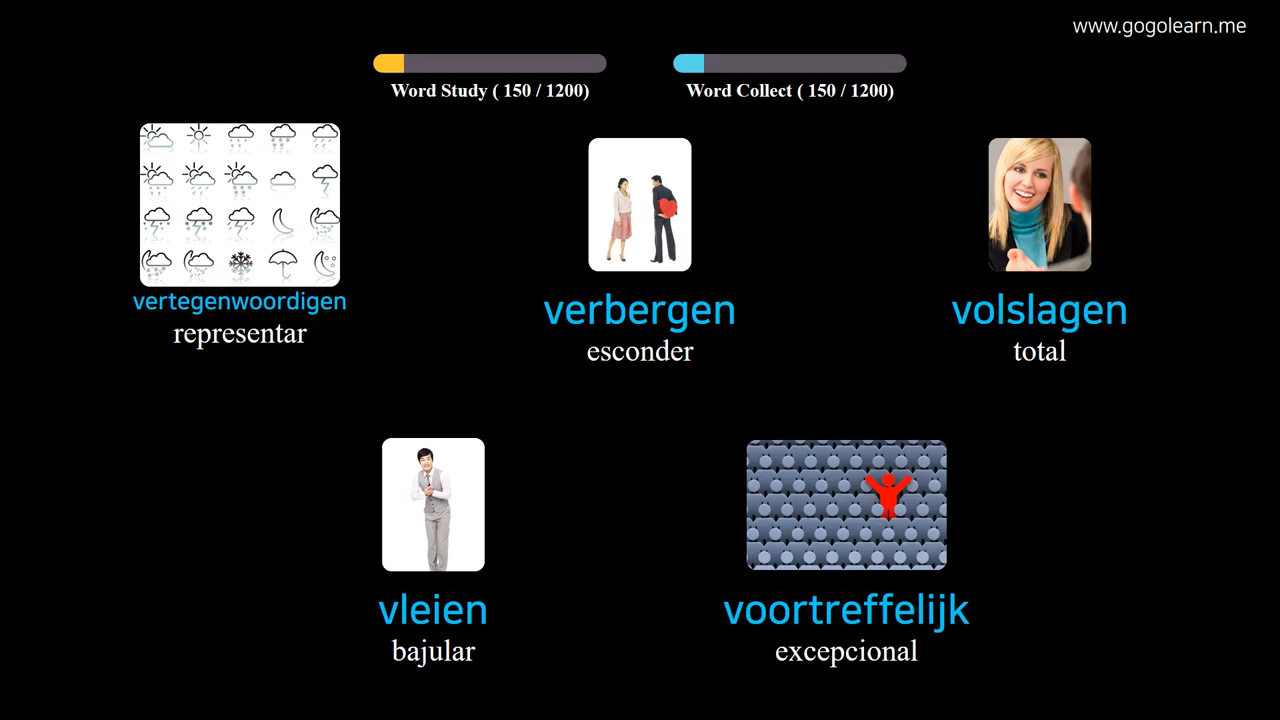 www.gogolearn.me
Word Study ( 150 / 1200)
Word Collect ( 150 / 1200)
vertegenwoordigen
representar
verbergen
esconder
volslagen
total
vleien
bajular
voortreffelijk
excepcional